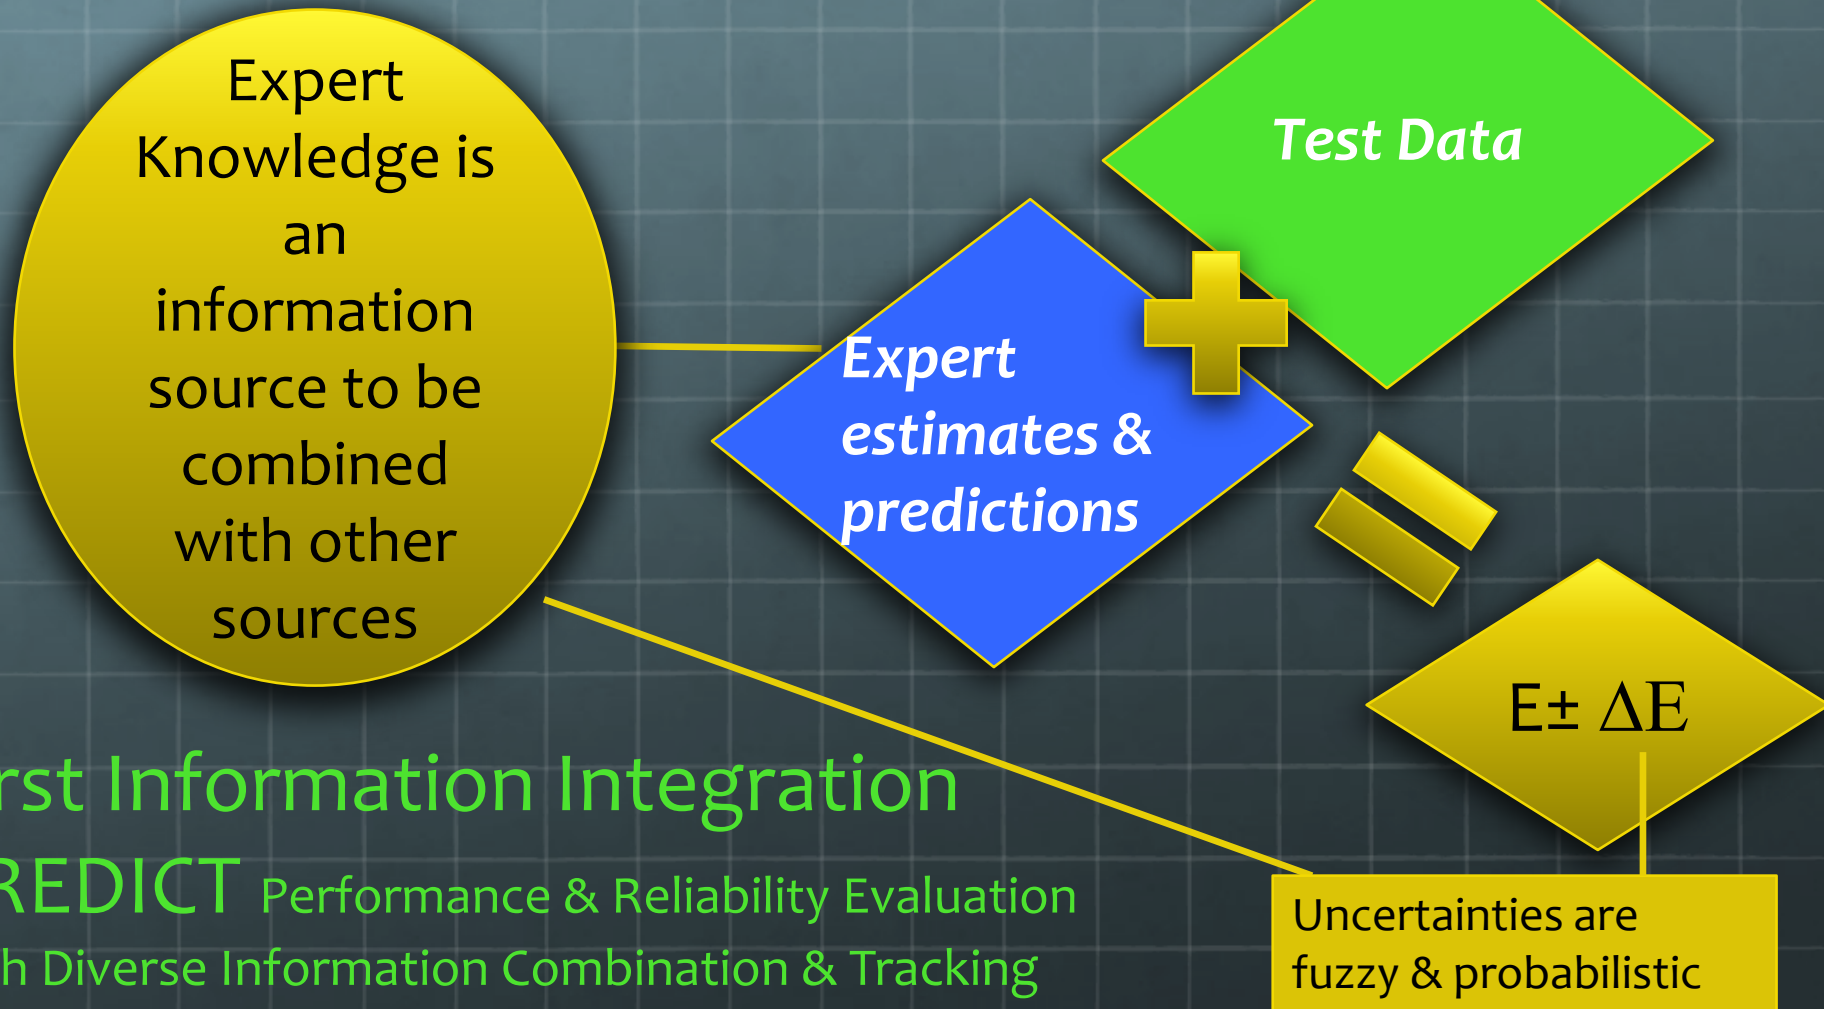 Expert
Knowledge is
an
information
source to be
combined
with other
sources
Test Data
Expert
estimates &
predictions
E± ΔE
rst Information Integration
REDICT Performance & Reliability Evaluation
h Diverse Information Combination & Tracking
Uncertainties are
fuzzy & probabilistic